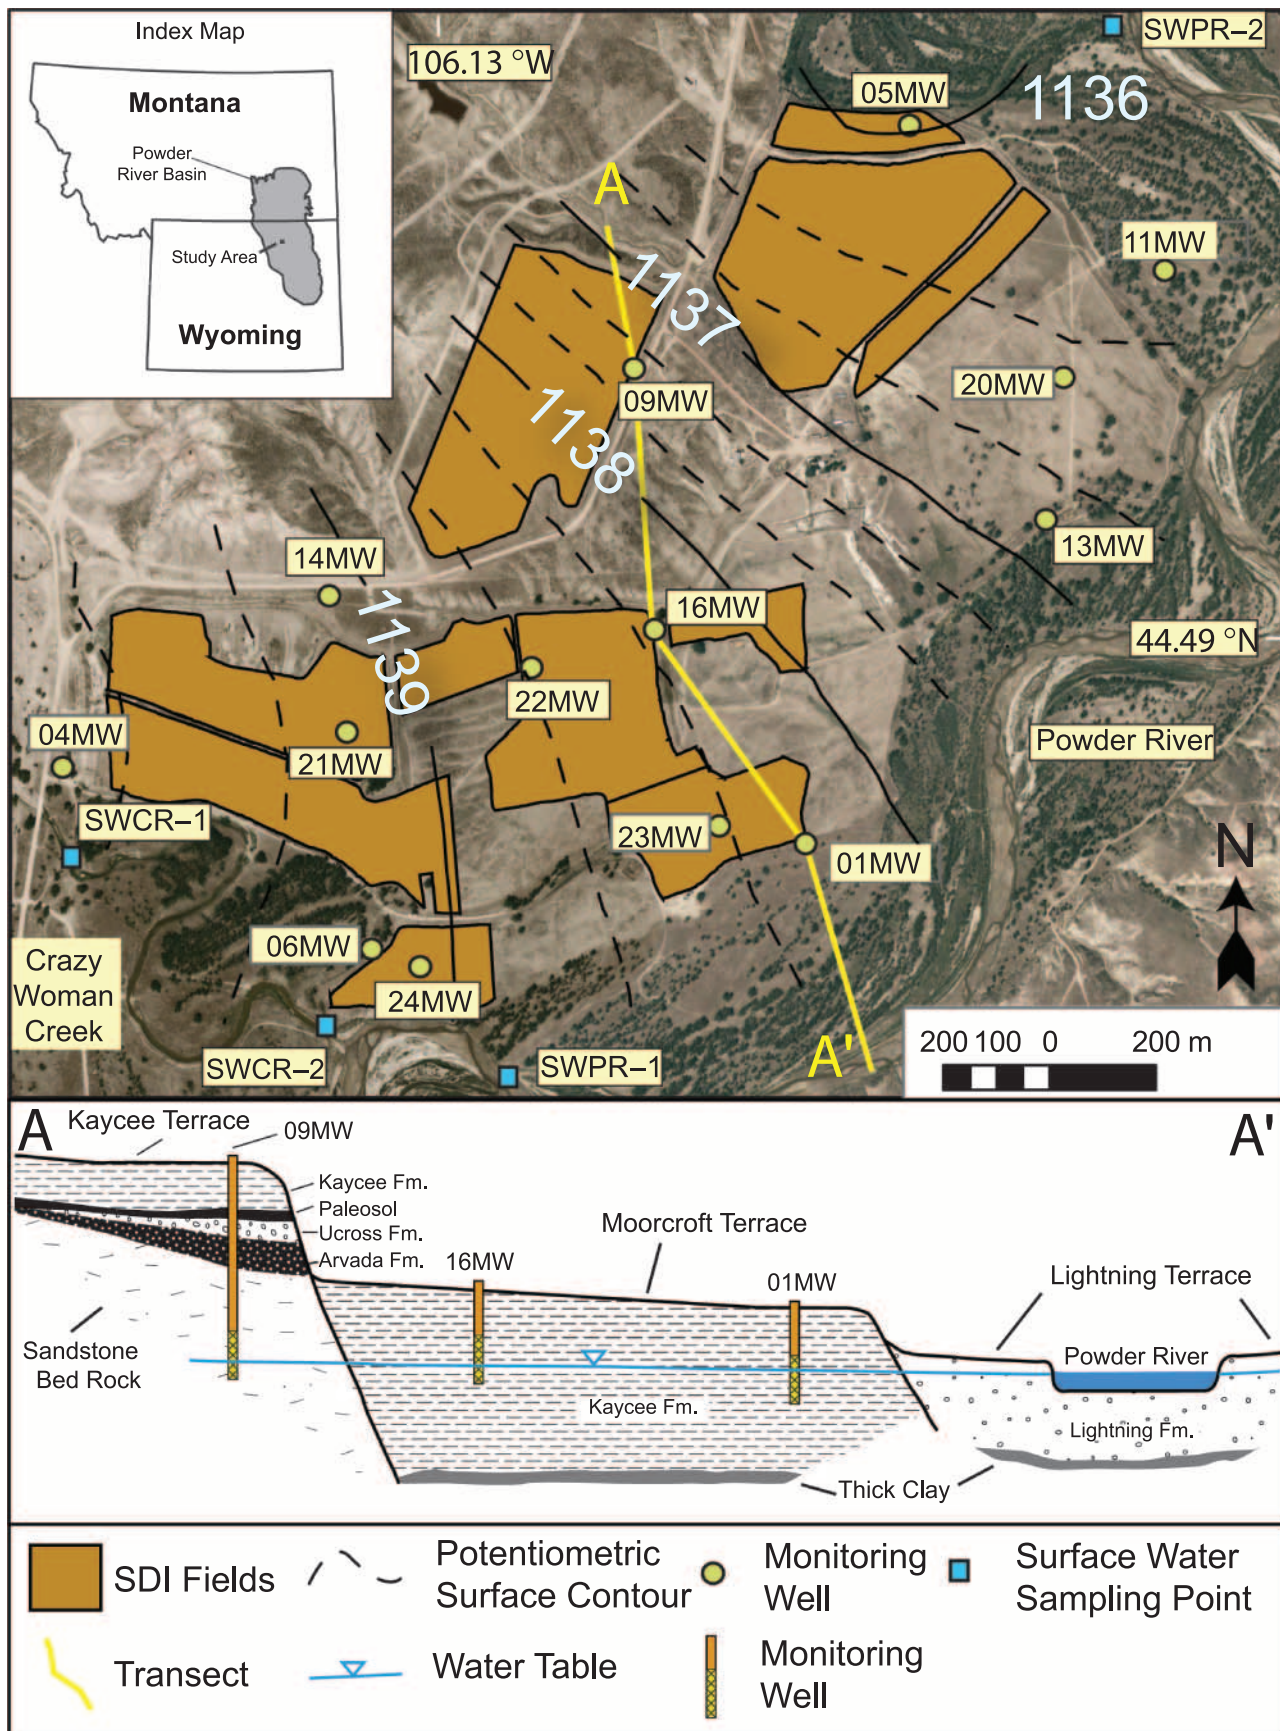 Index Map
Montana
Powder
River Basin
Study Area
Wyoming
106.13 °W
SWPR–2
05MW
1136
A
11MW
1137
20MW
09MW
1138
13MW
14MW
16MW
44.49 °N
1139
22MW
04MW
Powder River
21MW
SWCR–1
23MW
01MW
N
06MW
Crazy
Woman
Creek
24MW
SWCR–2
SWPR–1
A'
200 100 0 200 m
A
Kaycee Terrace
09MW
A'
Kaycee Fm.
Paleosol
Ucross Fm.
Arvada Fm.
Moorcroft Terrace
16MW
01MW
Lightning Terrace
Sandstone
Bed Rock
Powder River
Kaycee Fm.
Lightning Fm.
Thick Clay
SDI Fields
Potentiometric
Surface Contour
Monitoring
Well
Surface Water
Sampling Point
Transect
Water Table
Monitoring
Well